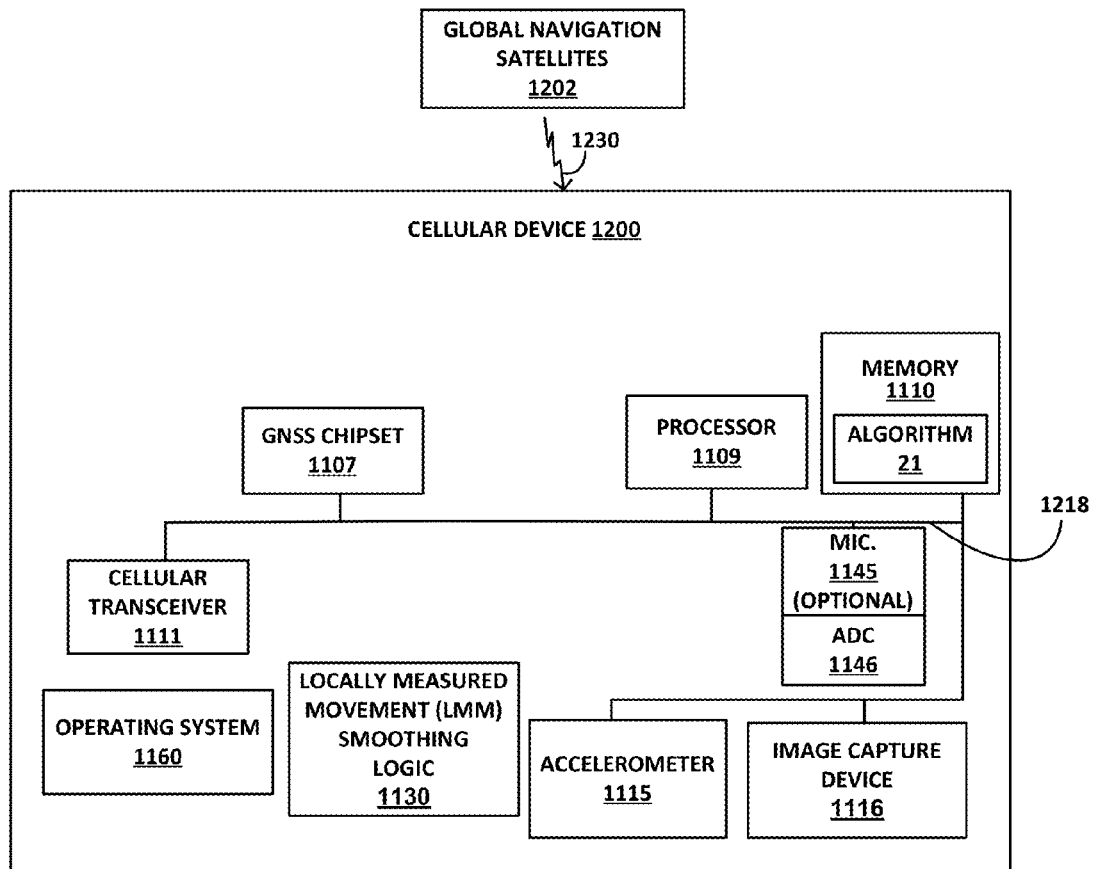 GLOBAL NAVIGATION
SATELLITES
1202
1230
CELLULAR DEVICE 1200
MEMORY
1110
ALGORITHM
21
PROCESSOR
1109
GNSS CHIPSET
1107
1218
MIC.
1145
(OPTIONAL)
ADC
1146
CELLULAR
TRANSCEIVER
1111
LOCALLY MEASURED
MOVEMENT (LMM)
SMOOTHING
LOGIC
1130
OPERATING SYSTEM
1160
ACCELEROMETER
1115
IMAGE CAPTURE
DEVICE
1116